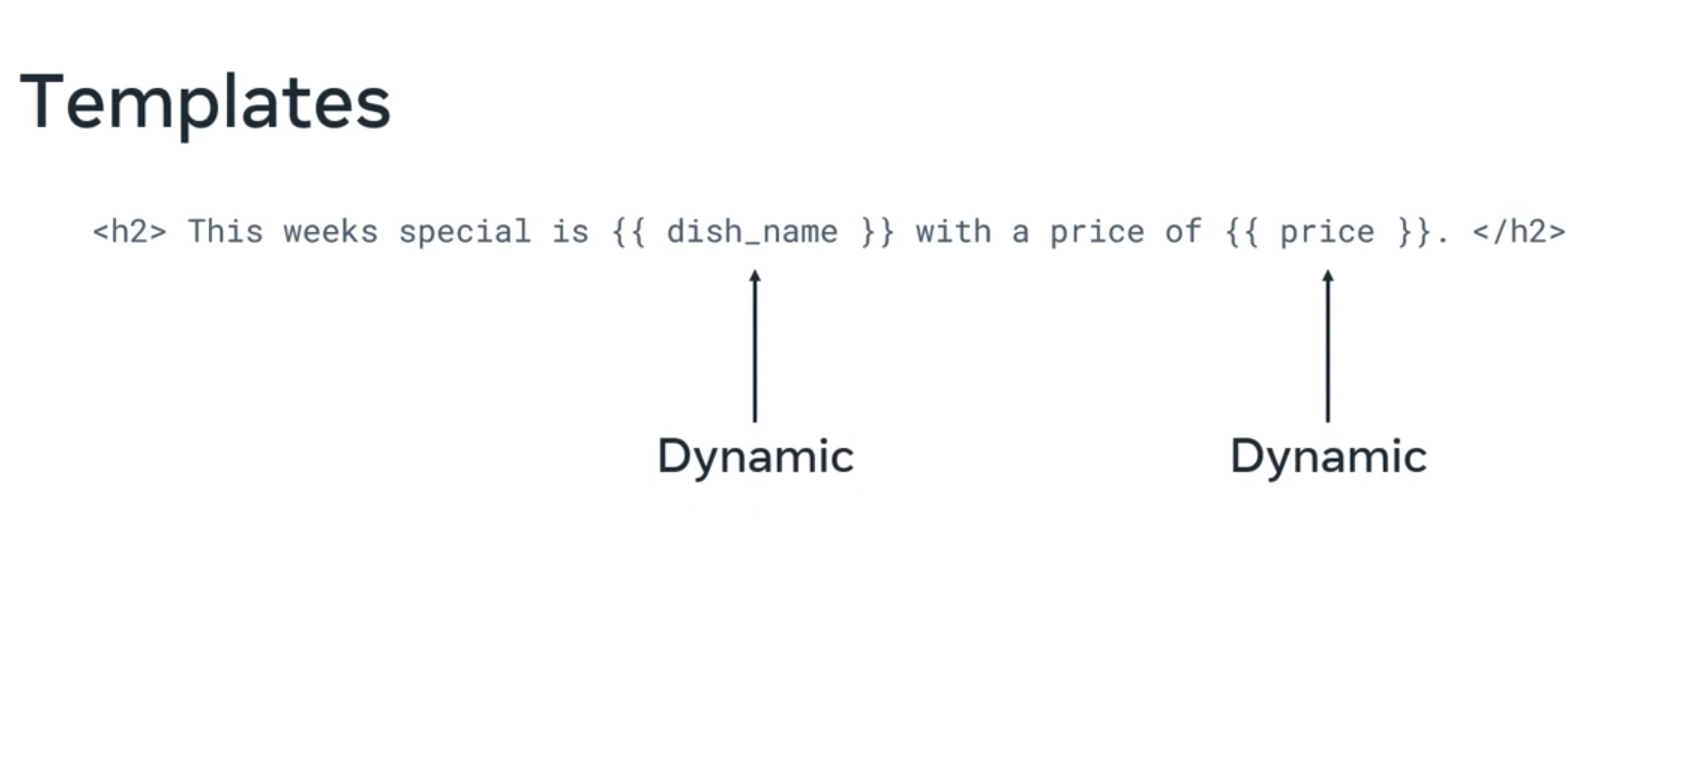 Templates
<h2> This weeks special is {{ dish_name }} with a price of {{ price }}. </h2>
Dynamic Dynamic